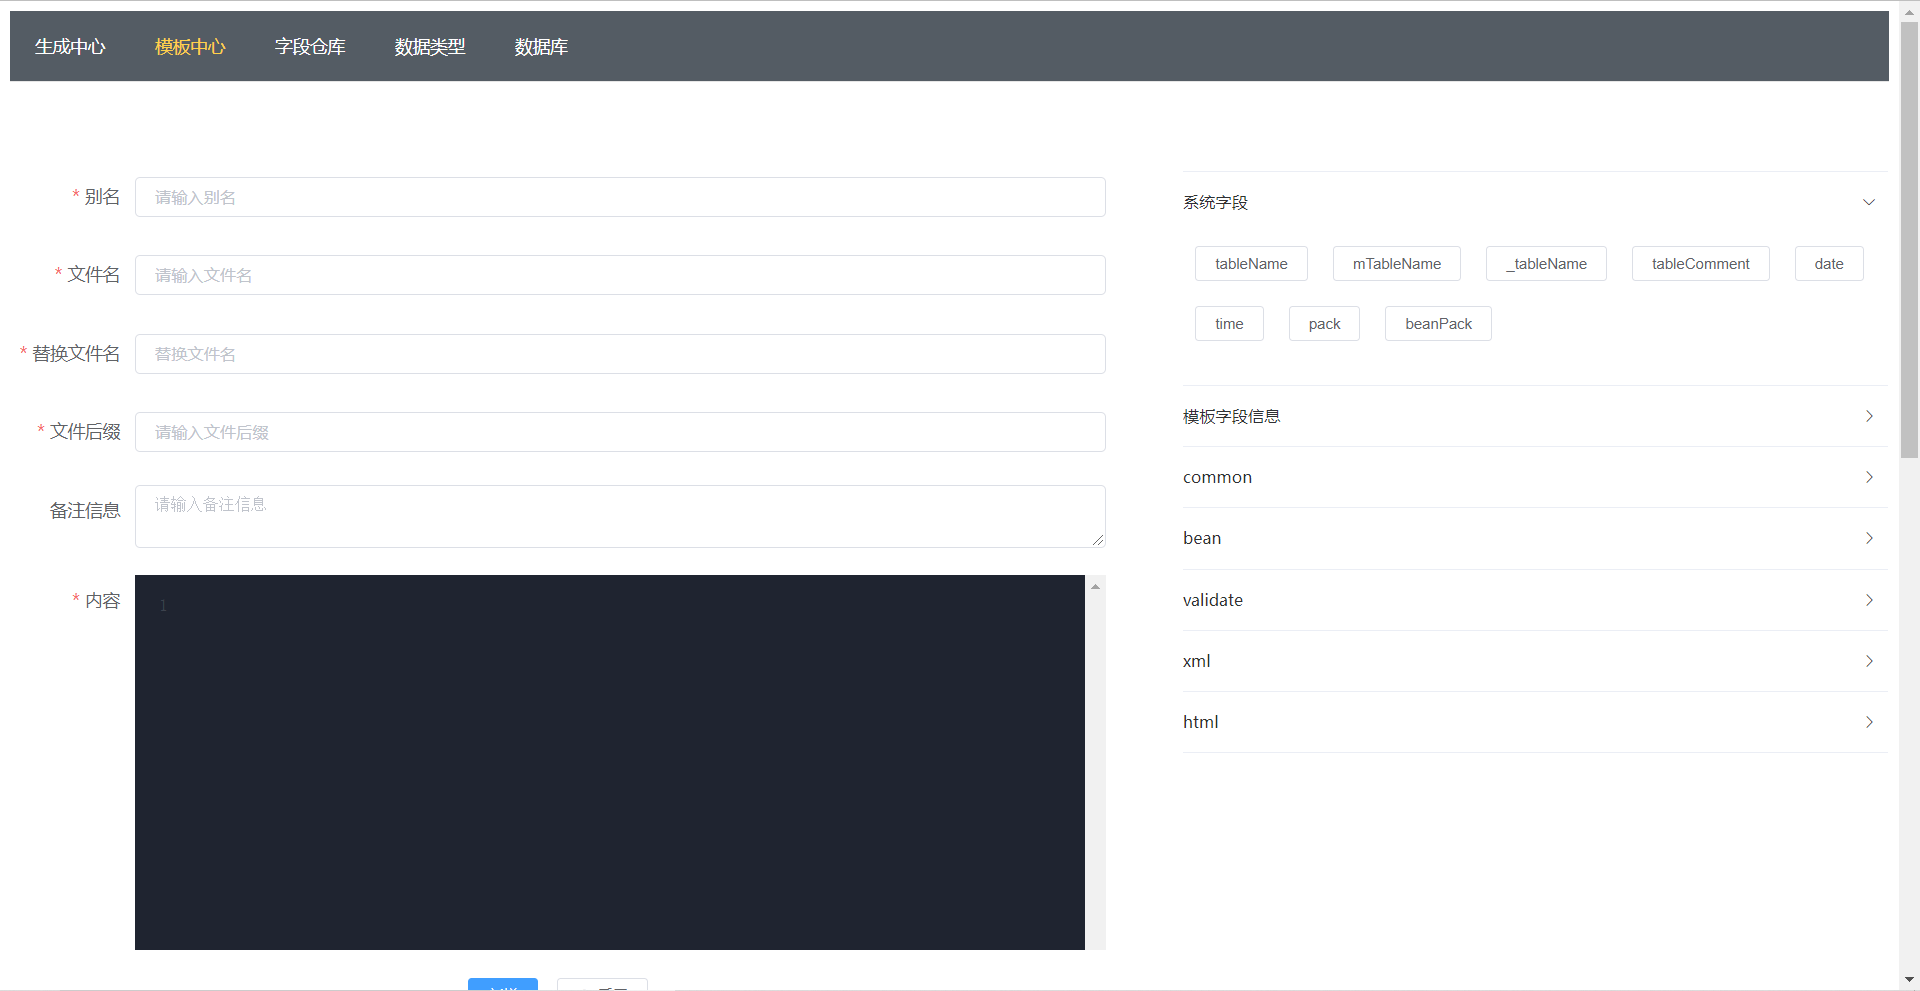 生成中心 模板中心 字段仓库 数据类型 数据库
* 别名 请输入别名
* 文件名 请输入文件名
* 替换文件名 替换文件名
* 文件后缀 请输入文件后缀
备注信息 请输入备注信息
* 内容
1
系统字段
tableName mTableName _tableName tableComment date
time pack beanPack
模板字段信息
common
bean
validate
xml
html